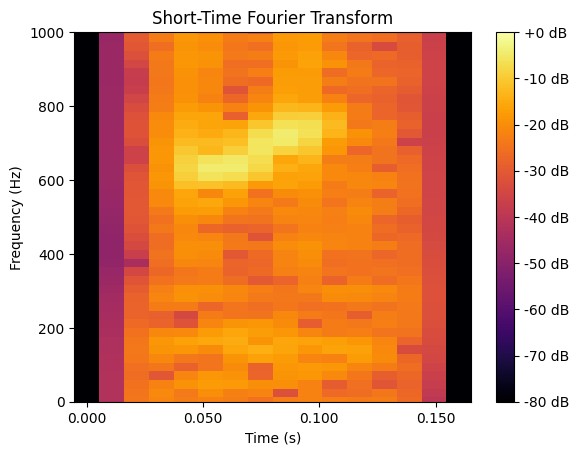 Short-Time Fourier Transform
1000
800
600
400
200
0
Frequency (Hz)
0.000
0.050
0.100
0.150
Time (s)
+0 dB
-10 dB
-20 dB
-30 dB
-40 dB
-50 dB
-60 dB
-70 dB
-80 dB